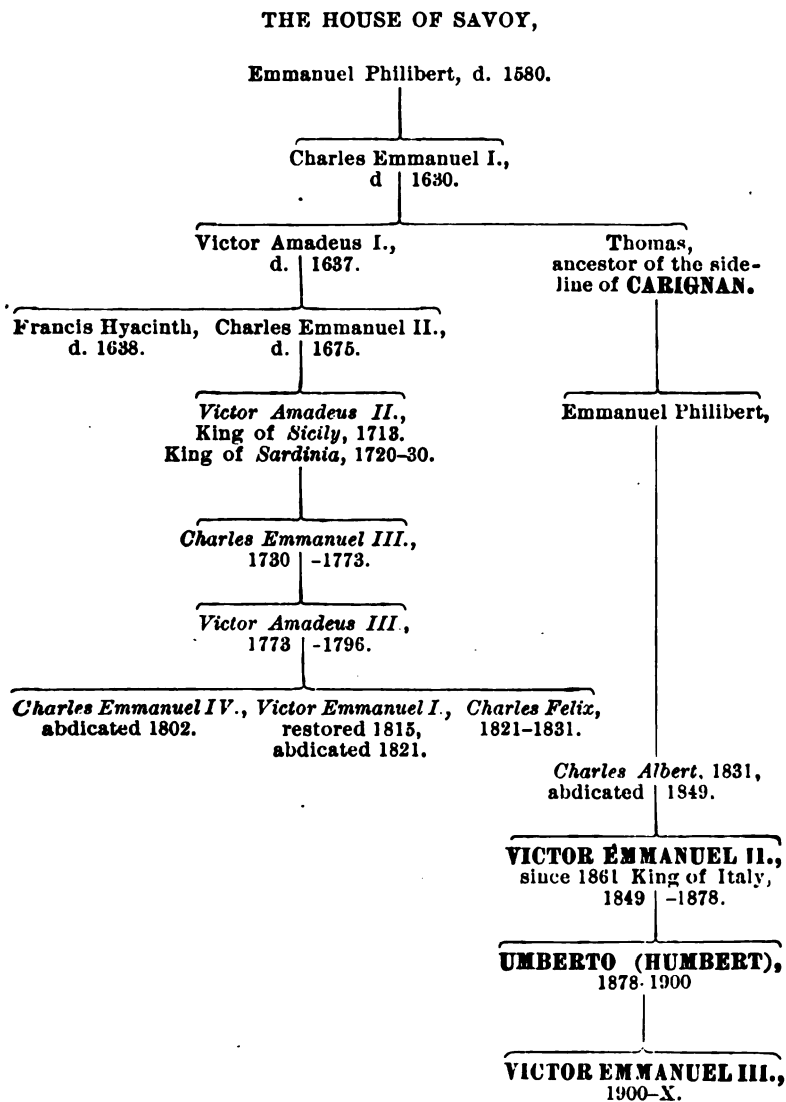 THE HOUSE OF SAVOY,
Emmanuel Philibert, d. 1580.
Charles Emmanuel I.,
d 1630.
Victor Amadeus I.,
d. 1637.
Thomas,
ancestor of the side-
line of CARIGNAN.
Francis Hyacinth,
d. 1638.
Charles Emmanuel II.,
d. 1675.
Victor Amadeus II.,
King of Sicily, 1713.
King of Sardinia, 1720-30.
Emmanuel Philibert,
Charles Emmanuel III.,
1730 -1773.
Victor Amadeus III.,
1773 -1796.
Charles Emmanuel IV.,
abdicated 1802.
Victor Emmanuel I.,
restored 1815,
abdicated 1821.
Charles Felix,
1821-1831.
Charles Albert. 1831,
abdicated 1849.
VICTOR EMMANUEL II.,
since 1861 King of Italy,
1849 -1878.
UMBERTO (HUMBERT),
1878-1900
VICTOR EMMANUEL III.,
1900-X.